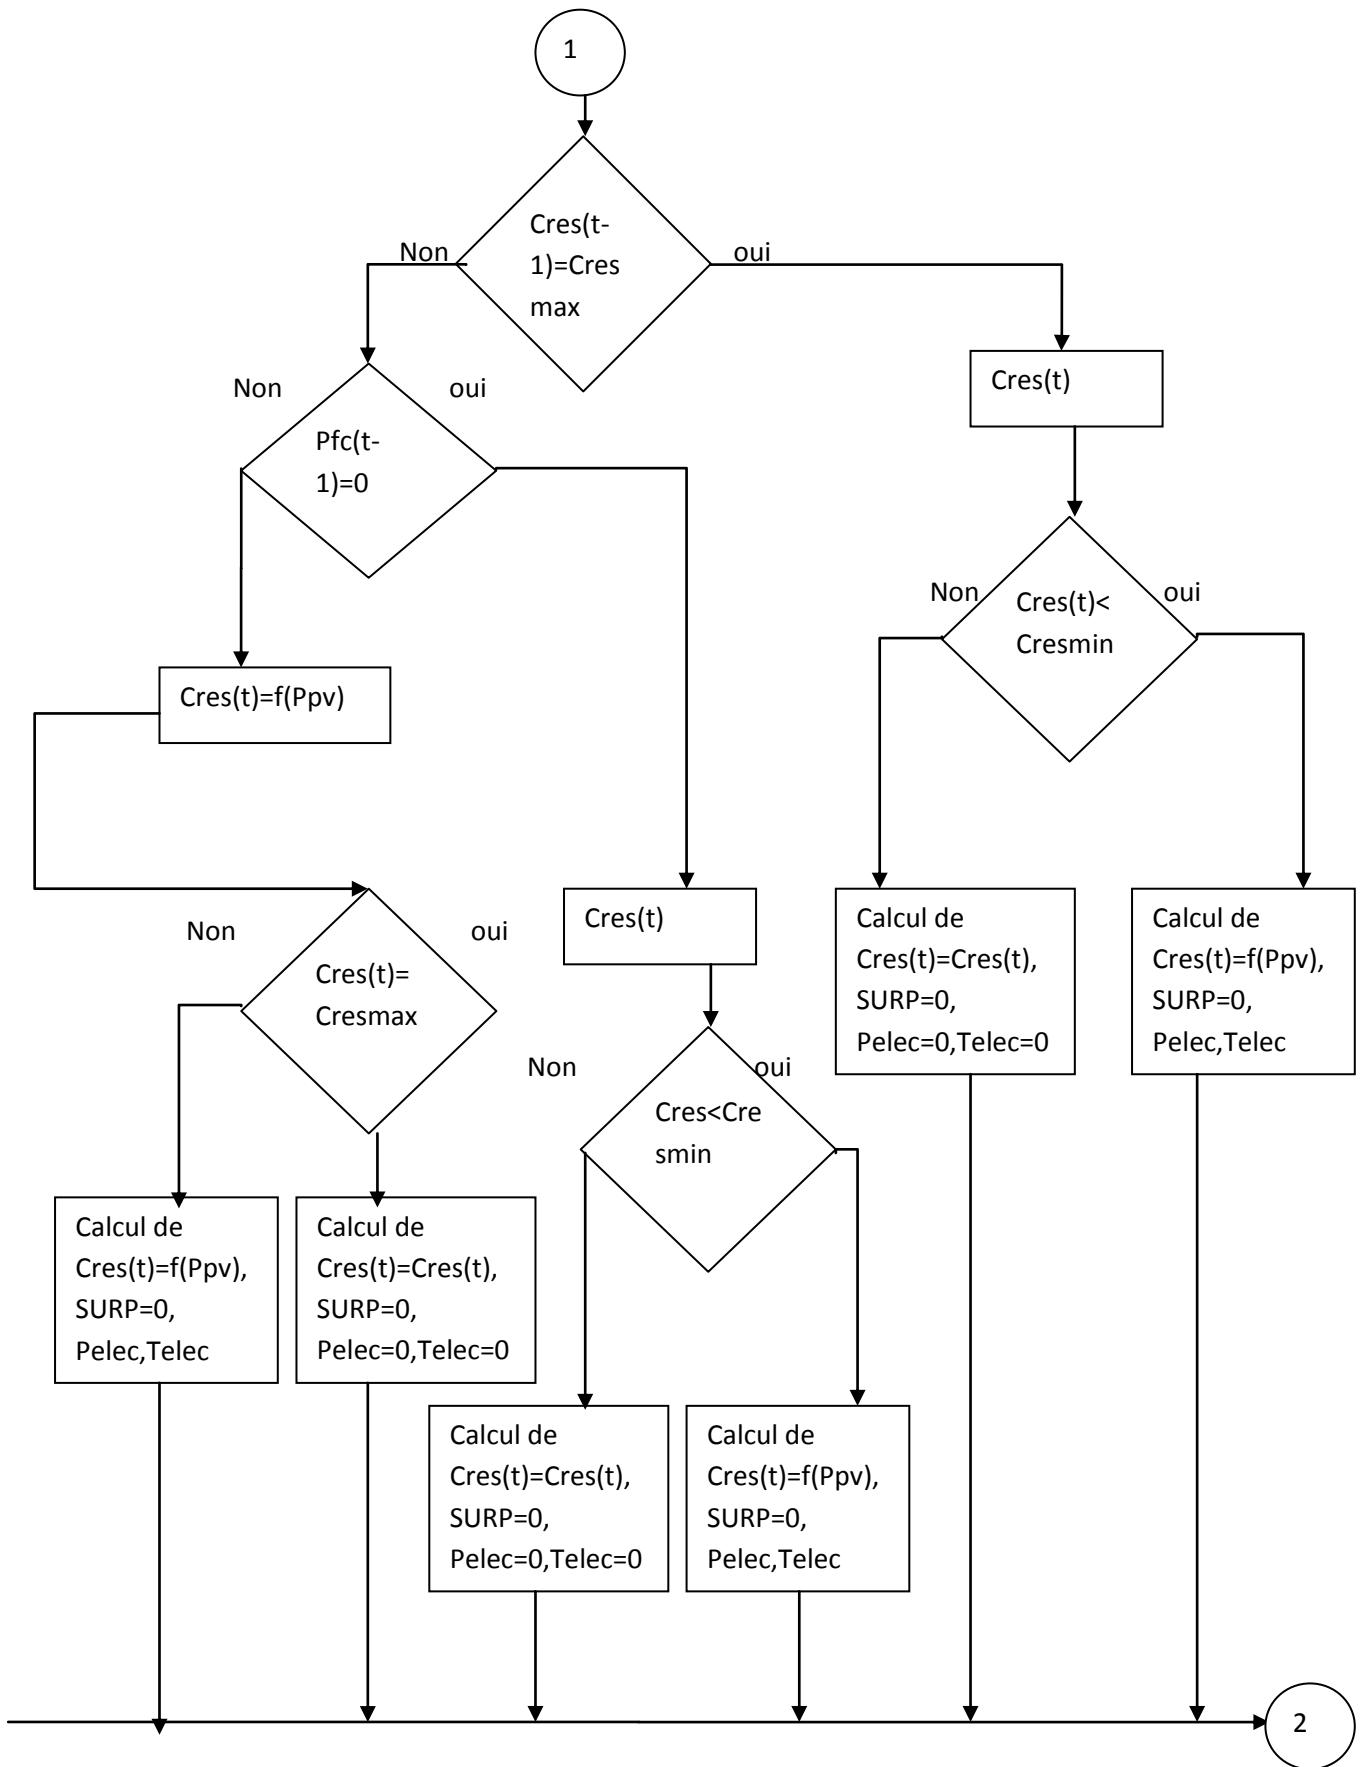 1
Cres(t-
1)=Cres
max
Non
oui
Cres(t)
Non
oui
Pfc(t-
1)=0
Non
oui
Cres(t)<
Cresmin
Cres(t)=f(Ppv)
Non
oui
Cres(t)=
Cresmax
Cres(t)
Calcul de
Cres(t)=Cres(t),
SURP=0,
Pelec=0,Telec=0
Calcul de
Cres(t)=f(Ppv),
SURP=0,
Pelec,Telec
Non
oui
Cres<Cre
smin
Calcul de
Cres(t)=f(Ppv),
SURP=0,
Pelec,Telec
Calcul de
Cres(t)=Cres(t),
SURP=0,
Pelec=0,Telec=0
Calcul de
Cres(t)=Cres(t),
SURP=0,
Pelec=0,Telec=0
Calcul de
Cres(t)=f(Ppv),
SURP=0,
Pelec,Telec
2